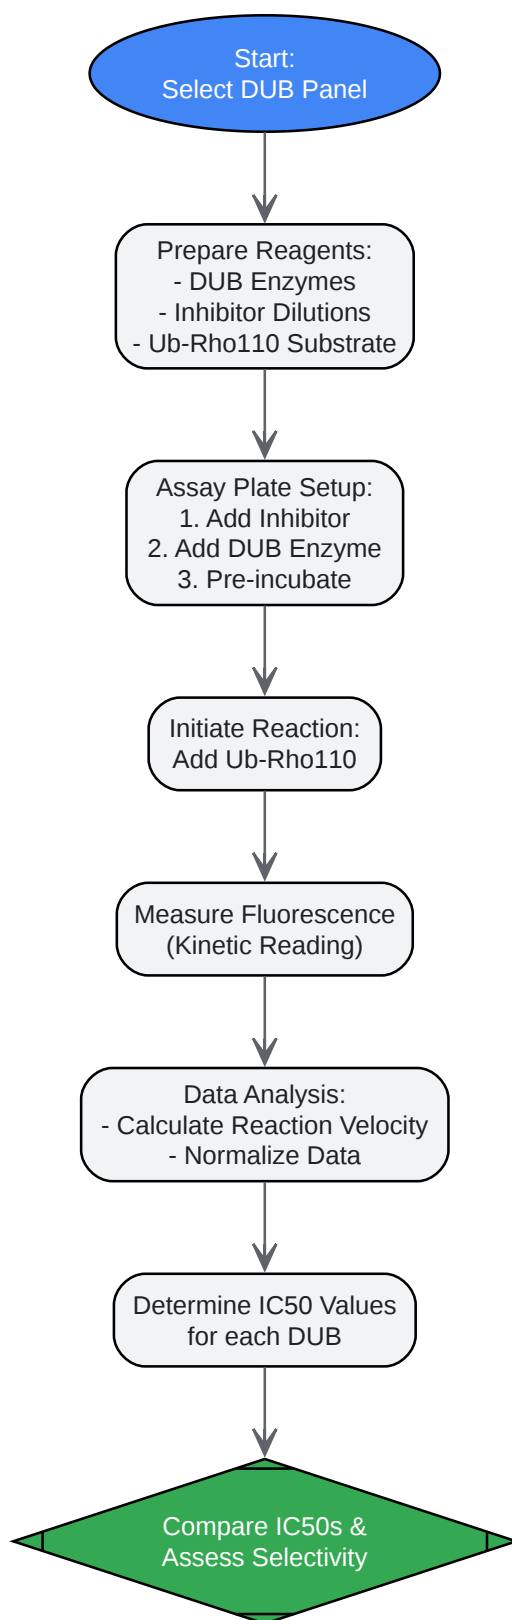 Start:
Select DUB Panel
Prepare Reagents:
- DUB Enzymes
- Inhibitor Dilutions
- Ub-Rho110 Substrate
Assay Plate Setup:
1. Add Inhibitor
2. Add DUB Enzyme
3. Pre-incubate
Initiate Reaction:
Add Ub-Rho110
Measure Fluorescence
(Kinetic Reading)
Data Analysis:
- Calculate Reaction Velocity
- Normalize Data
Determine IC50 Values
for each DUB
Compare IC50s &
Assess Selectivity